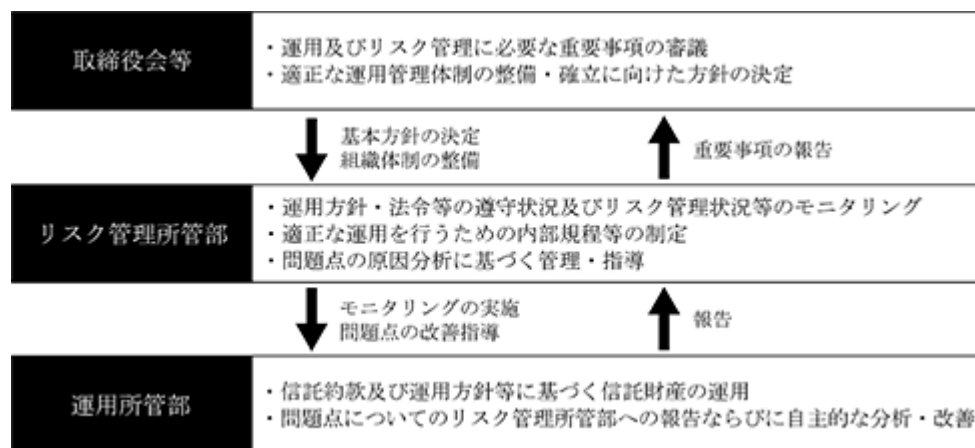 取締役会等
・運用及びリスク管理に必要な重要事項の審議
・適正な運用管理体制の整備・確立に向けた方針の決定
基本方針の決定
組織体制の整備
重要事項の報告
リスク管理所管部
・運用方針・法令等の遵守状況及びリスク管理状況等のモニタリング
・適正な運用を行うための内部規程等の制定
・問題点の原因分析に基づく管理・指導
モニタリングの実施
問題点の改善指導
報告
運用所管部
・信託約款及び運用方針等に基づく信託財産の運用
・問題点についてのリスク管理所管部への報告ならびに自主的な分析・改善